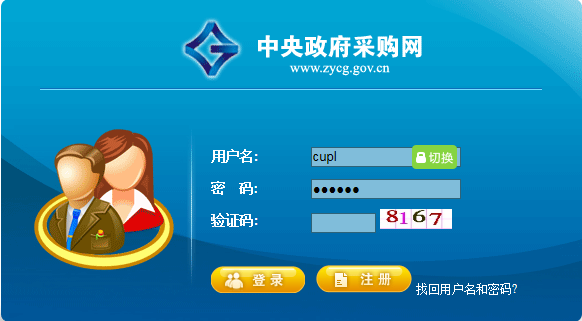 中央政府采购网
www.zycg.gov.cn
用户名: cupl 切换
密 码: ●●●●●●
验证码: 8167
登录 注册 找回用户名和密码?